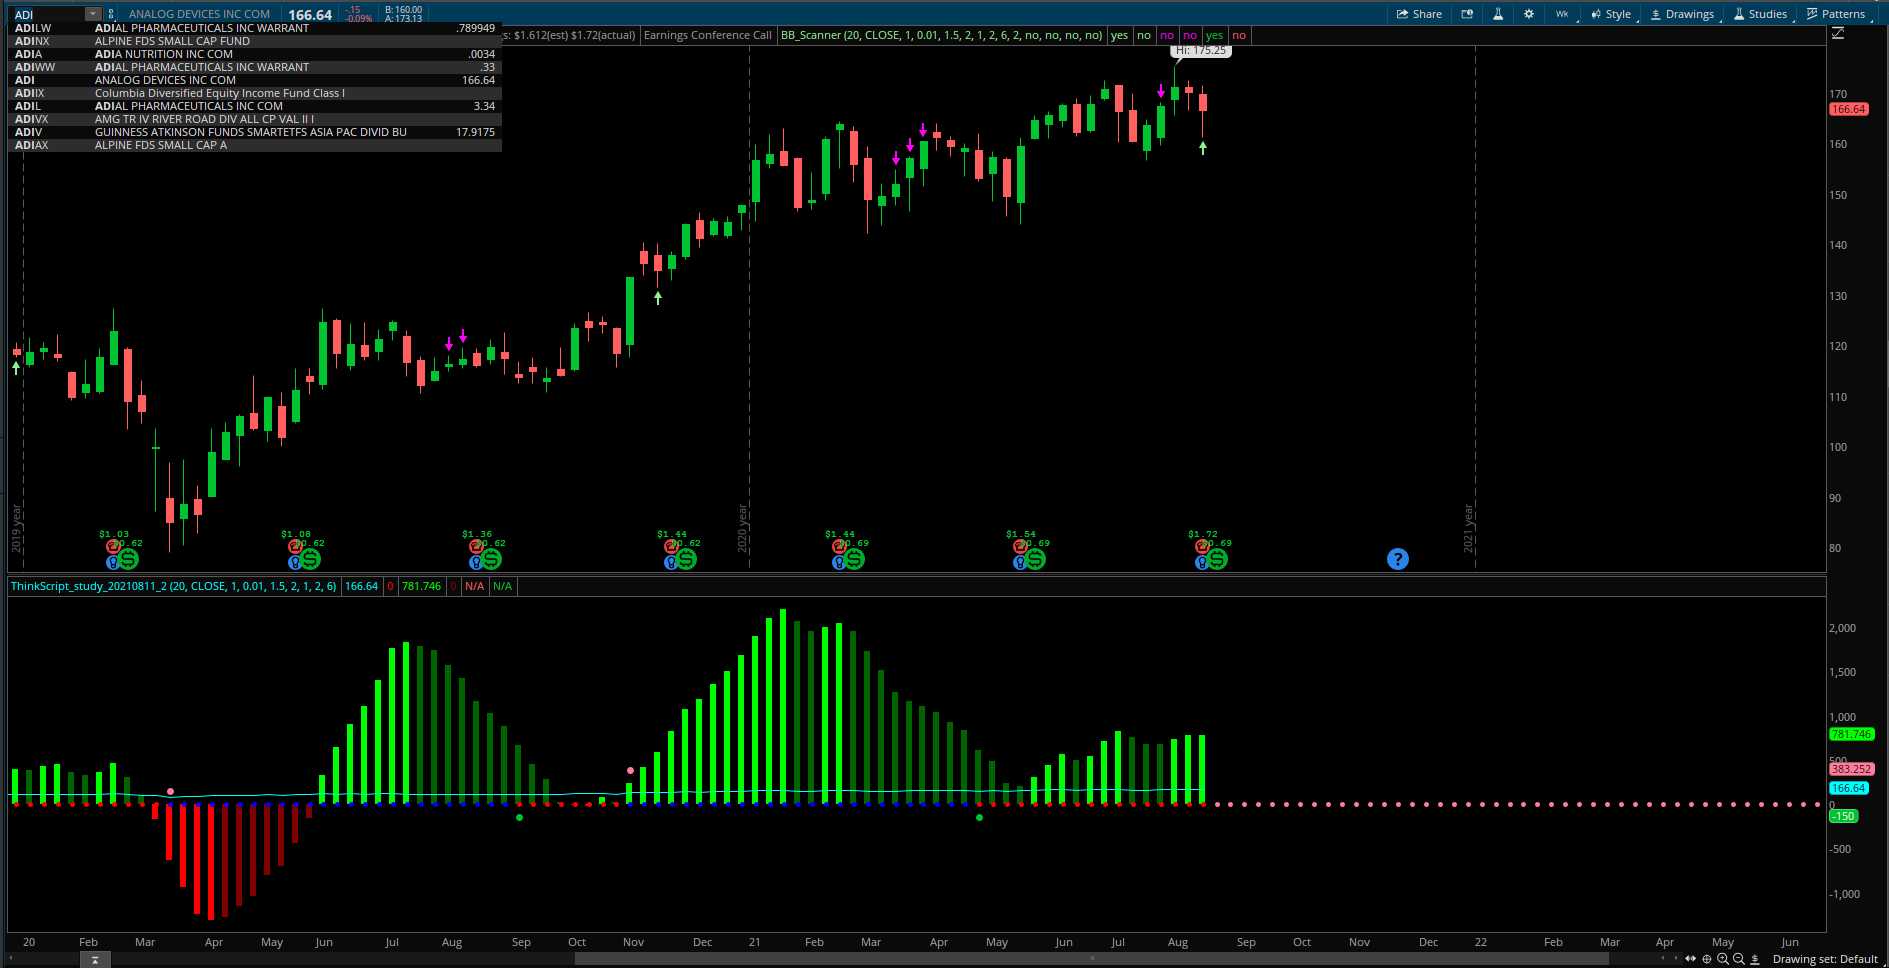 ADI ANALOG DEVICES INC COM 166.64 -.15 -0.09% B: 160.00 A: 173.13 Share Wk Style Drawings Studies Patterns
ADILW ADIAL PHARMACEUTICALS INC WARRANT .789949
ADINX ALPINE FDS SMALL CAP FUND
ADIA ADIA NUTRITION INC COM .0034
ADIWW ADIAL PHARMACEUTICALS INC WARRANT .33
ADI ANALOG DEVICES INC COM 166.64
ADIIX Columbia Diversified Equity Income Fund Class I
ADIL ADIAL PHARMACEUTICALS INC COM 3.34
ADIVX AMG TR IV RIVER ROAD DIV ALL CP VAL II I
ADIV GUINNESS ATKINSON FUNDS SMARTETFS ASIA PAC DIVID BU 17.9175
ADIAX ALPINE FDS SMALL CAP A
s: $1.612(est) $1.72(actual) Earnings Conference Call BB_Scanner (20, CLOSE, 1, 0.01, 1.5, 2, 1, 2, 6, 2, no, no, no, no) yes no no no yes no
Hi: 175.25
170
166.64
160
150
140
130
120
110
100
90
80
2019 year
2020 year
2021 year
$1.03 $1.08 $1.36 $1.44 $1.44 $1.54 $1.72
$0.62 $0.62 $0.62 $0.62 $0.69 $0.69 $0.69
?
ThinkScript_study_20210811_2 (20, CLOSE, 1, 0.01, 1.5, 2, 1, 2, 6) 166.64 0 781.746 0 N/A N/A
2,000
1,500
1,000
781.746
500
383.252
166.64
0
-150
-500
-1,000
20 Feb Mar Apr May Jun Jul Aug Sep Oct Nov Dec 21 Feb Mar Apr May Jun Jul Aug Sep Oct Nov Dec 22 Feb Mar Apr May Jun
Drawing set: Default